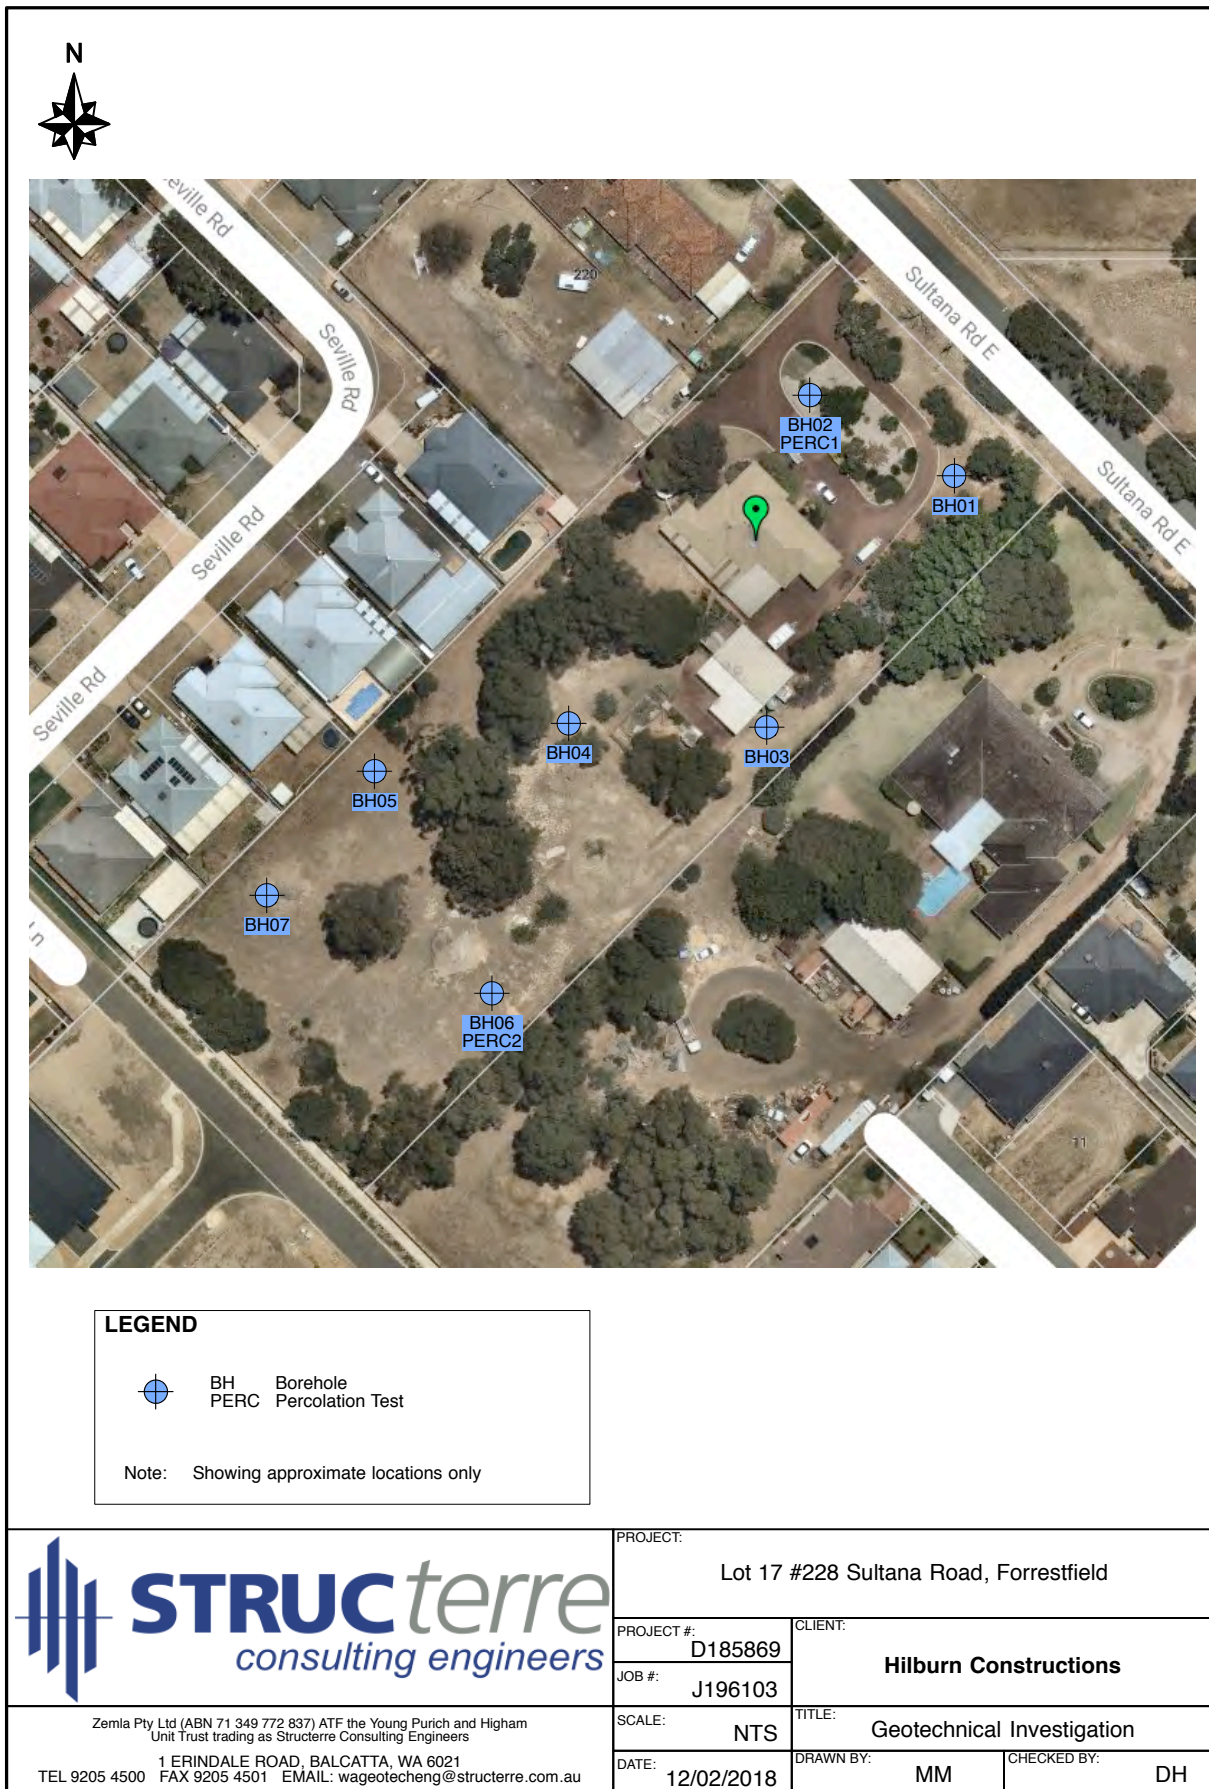 N
Seville Rd
220
Sultana Rd E
Seville Rd
BH02
PERC1
Sultana Rd E
BH01
Seville Rd
Seville Rd
BH04
BH03
BH05
BH07
Ln
BH06
PERC2
11
LEGEND
BH Borehole
PERC Percolation Test
Note: Showing approximate locations only
STRUCterre
consulting engineers
Zemla Pty Ltd (ABN 71 349 772 837) ATF the Young Purich and Higham
Unit Trust trading as Structerre Consulting Engineers
1 ERINDALE ROAD, BALCATTA, WA 6021
TEL 9205 4500 FAX 9205 4501 EMAIL: wageotecheng@structerre.com.au
PROJECT:
Lot 17 #228 Sultana Road, Forrestfield
PROJECT #:
D185869
CLIENT:
Hilburn Constructions
JOB #:
J196103
SCALE:
NTS
TITLE:
Geotechnical Investigation
DATE:
12/02/2018
DRAWN BY:
MM
CHECKED BY:
DH